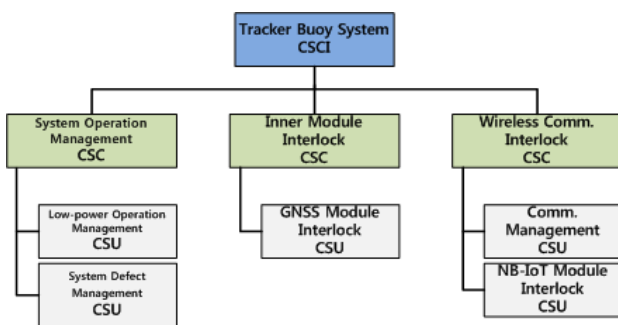 Tracker Buoy System
CSCI
System Operation
Management
CSC
Inner Module
Interlock
CSC
Wireless Comm.
Interlock
CSC
Low-power Operation
Management
CSU
System Defect
Management
CSU
GNSS Module
Interlock
CSU
Comm.
Management
CSU
NB-IoT Module
Interlock
CSU